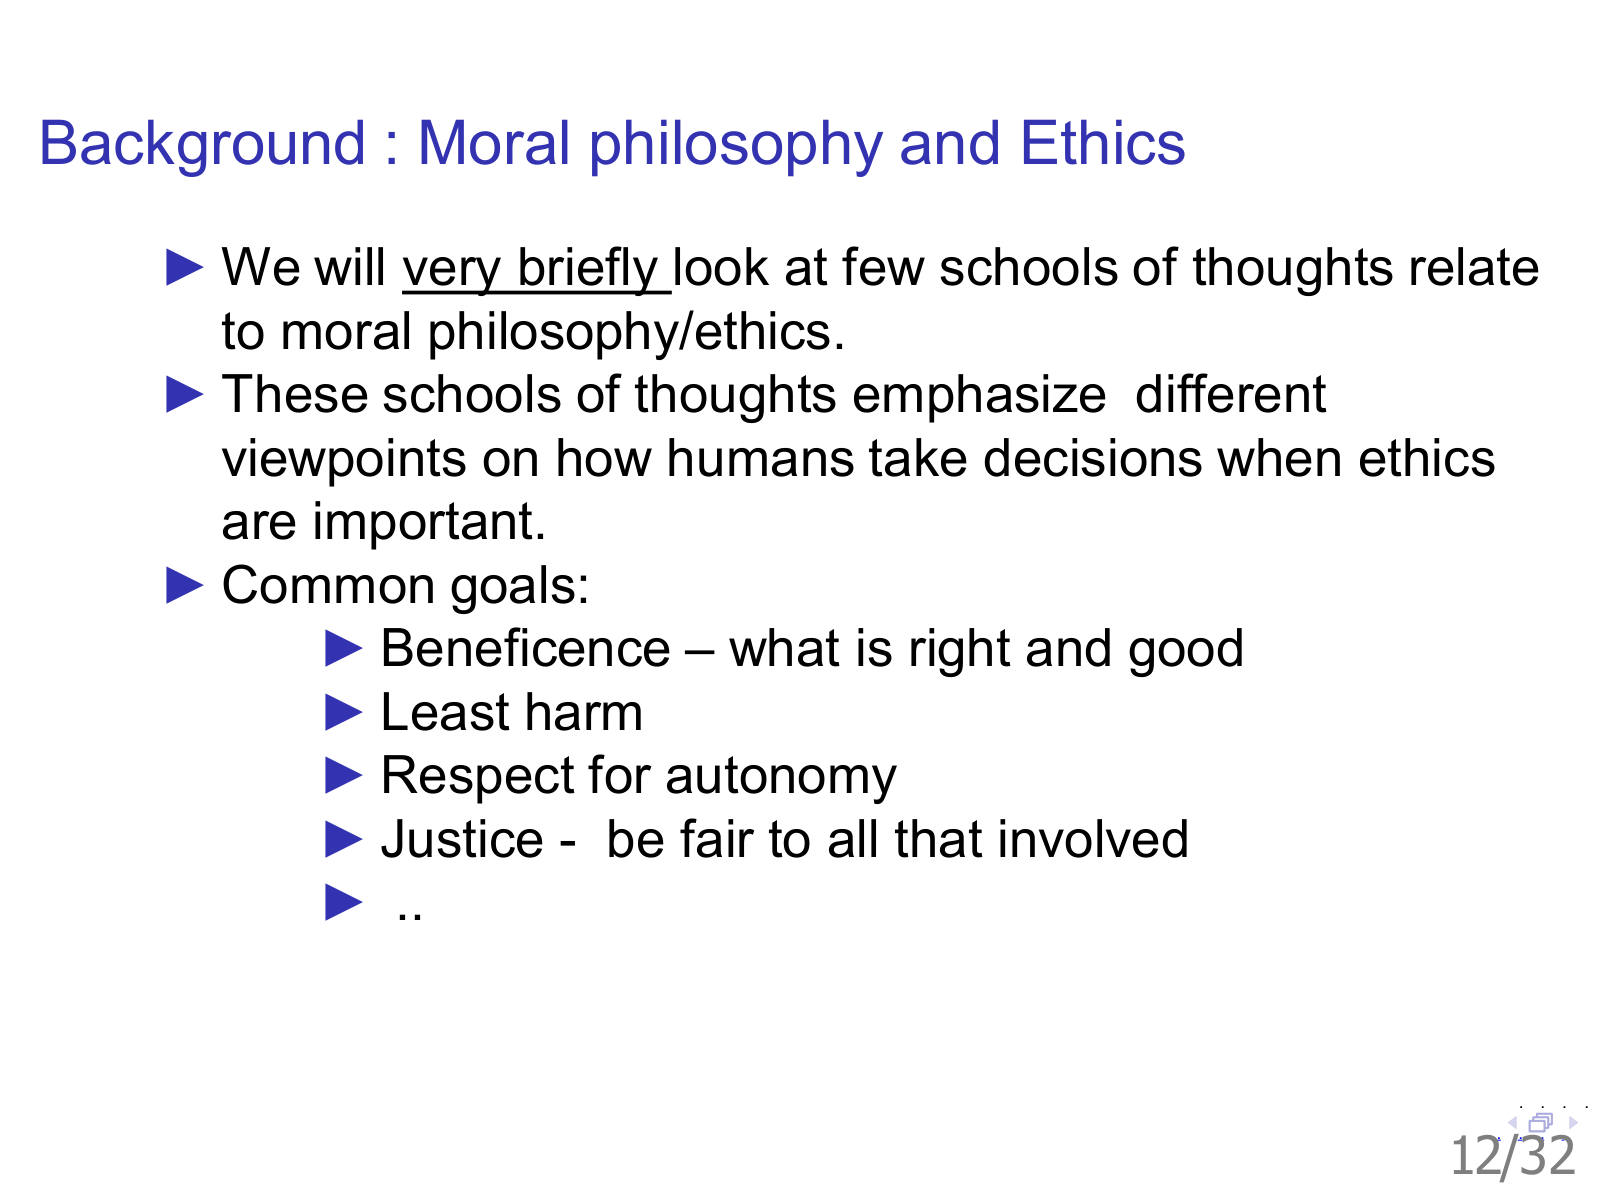 Background : Moral philosophy and Ethics
► We will very briefly look at few schools of thoughts relate
to moral philosophy/ethics.
► These schools of thoughts emphasize  different
viewpoints on how humans take decisions when ethics
are important.
► Common goals:
► Beneficence – what is right and good
► Least harm
► Respect for autonomy
► Justice -  be fair to all that involved
► ..
12/32